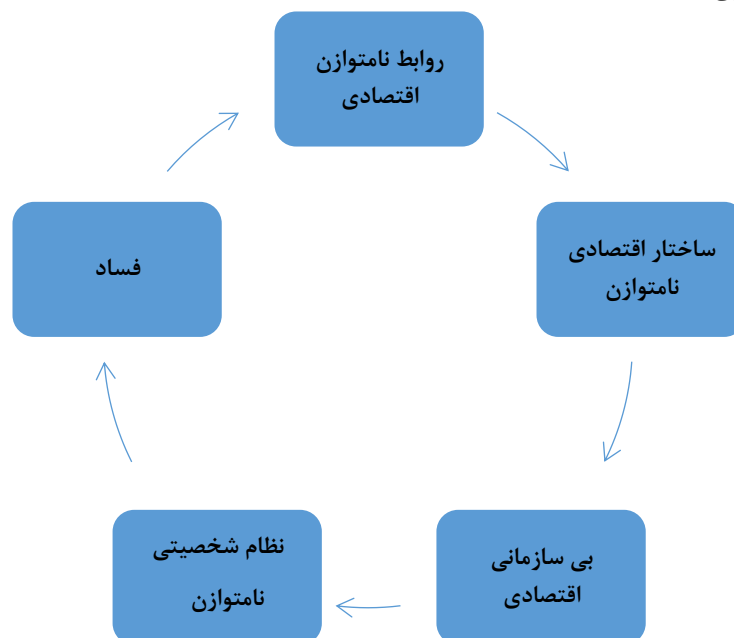 روابط نامتوازن
اقتصادی
ساختار اقتصادی
نامتوازن
بی سازمانی
اقتصادی
نظام شخصیتی
نامتوازن
فساد